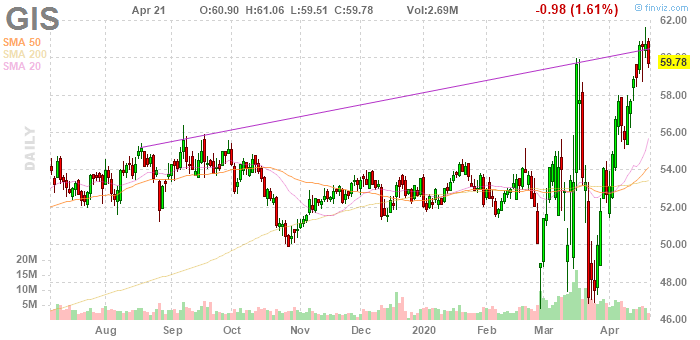 GIS
Apr 21 O:60.90 H:61.06 L:59.51 C:59.78 Vol:2.69M -0.98 (1.61%)
© finviz.com
SMA 50
SMA 200
SMA 20
DAILY
62.00
60.00
59.78
58.00
56.00
54.00
52.00
50.00
48.00
46.00
20M
15M
10M
5M
Aug Sep Oct Nov Dec 2020 Feb Mar Apr